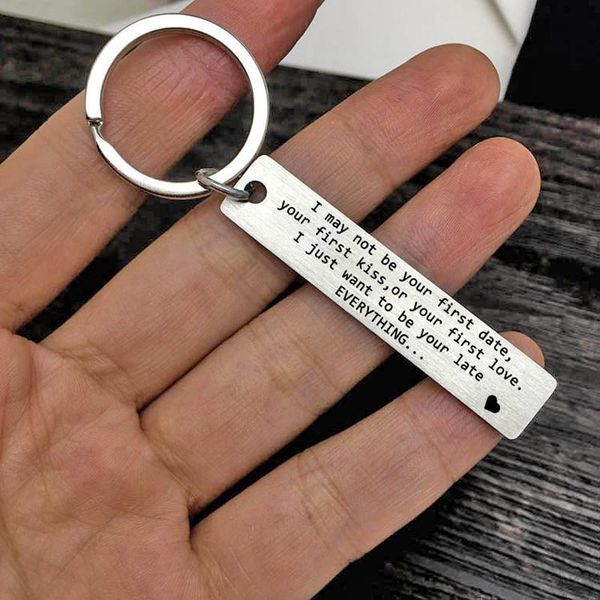 I may not be your first date,
your first kiss,or your first love.
I just want to be your late
EVERYTHING...